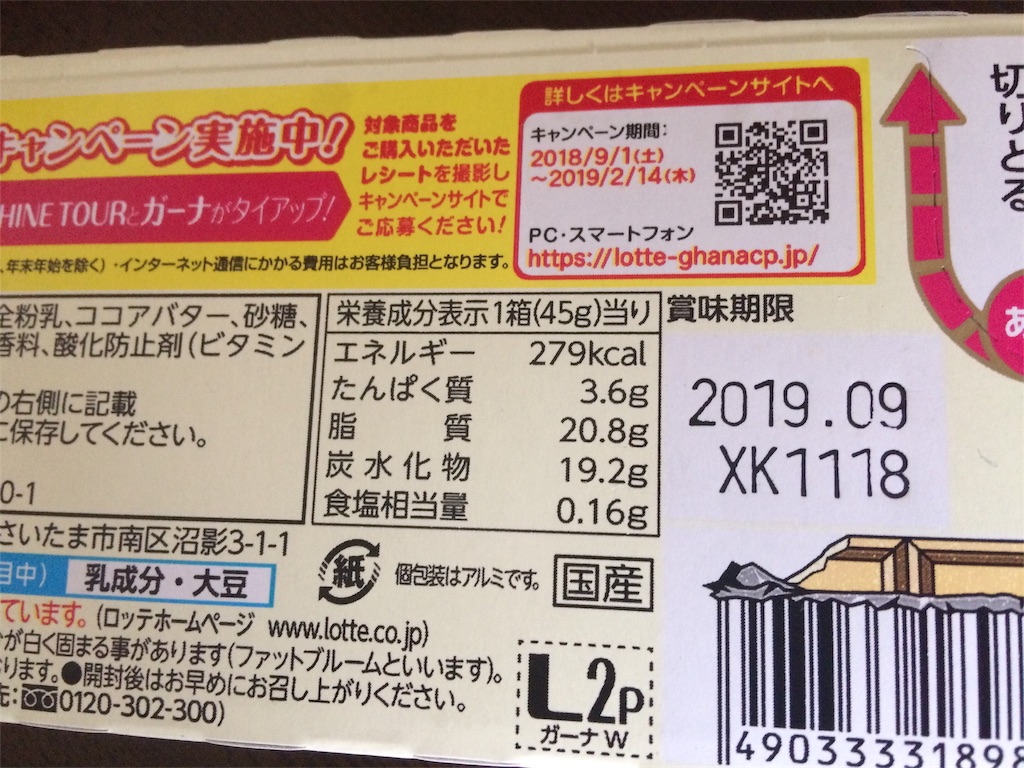 キャンペーン実施中!
HINE TOURとガーナがタイアップ!
対象商品を
ご購入いただいた
レシートを撮影し
キャンペーンサイトで
ご応募ください!
、年末年始を除く)・インターネット通信にかかる費用はお客様負担となります。
詳しくはキャンペーンサイトへ
キャンペーン期間:
2018/9/1(土)
~2019/2/14(木)
PC・スマートフォン
https://lotte-ghanacp.jp/
切りとる
あ
全粉乳、ココアバター、砂糖、
香料、酸化防止剤(ビタミン
の右側に記載
に保存してください。
0-1
栄養成分表示1箱(45g)当り
エネルギー 279kcal
たんぱく質 3.6g
脂質 20.8g
炭水化物 19.2g
食塩相当量 0.16g
賞味期限
2019.09
XK1118
さいたま市南区沼影3-1-1
目中) 乳成分・大豆
紙 個包装はアルミです。
国産
ています。(ロッテホームページ www.lotte.co.jp)
が白く固まる事があります(ファットブルームといいます)。
ります。●開封後はお早めにお召し上がりください。
先:0120-302-300)
L2P
ガーナW
49033331898